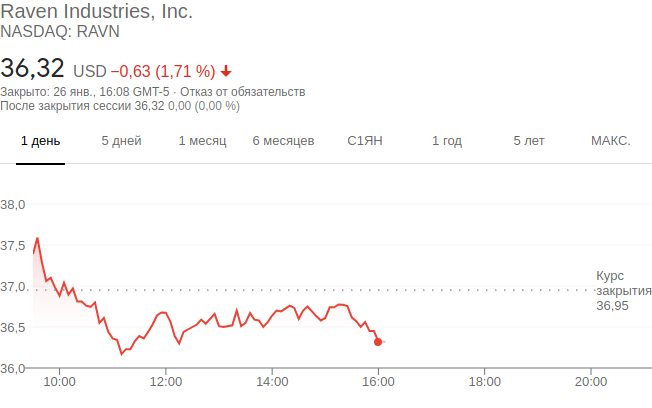 Raven Industries, Inc.
NASDAQ: RAVN
36,32 USD −0,63 (1,71 %)
Закрыто: 26 янв., 16:08 GMT-5 · Отказ от обязательств
После закрытия сессии 36,32 0,00 (0,00 %)
1 день 5 дней 1 месяц 6 месяцев С1ЯН 1 год 5 лет МАКС.
38,0
37,5
37,0
36,5
36,0
Курс
закрытия
36,95
10:00 12:00 14:00 16:00 18:00 20:00